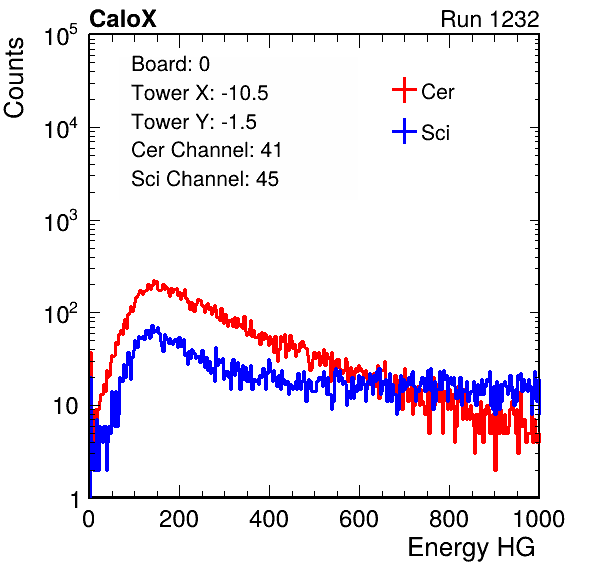 CaloX Run 1232
Counts
10^5
10^4
10^3
10^2
10
1
Board: 0
Tower X: -10.5
Tower Y: -1.5
Cer Channel: 41
Sci Channel: 45
Cer
Sci
0 200 400 600 800 1000
Energy HG